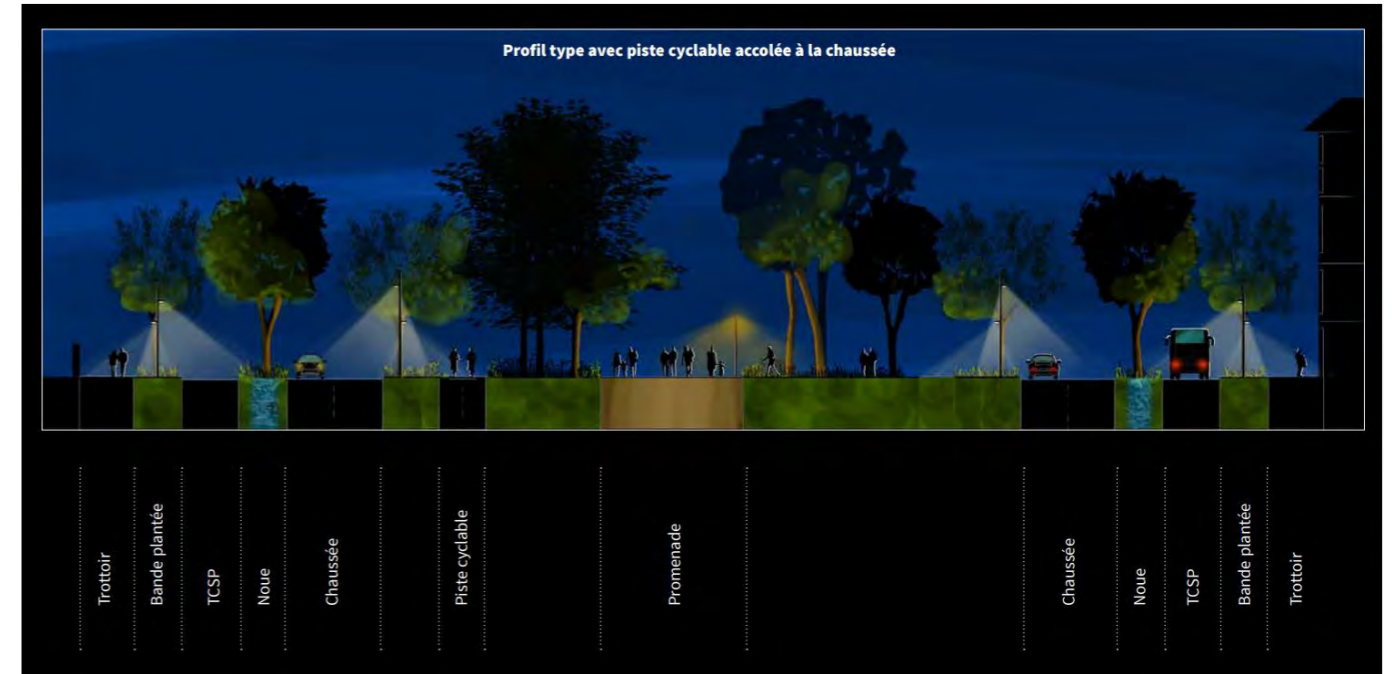 Profil type avec piste cyclable accolée à la chaussée
Trottoir
Bande plantée
TCSP
Noue
Chaussée
Piste cyclable
Promenade
Chaussée
Noue
TCSP
Bande plantée
Trottoir